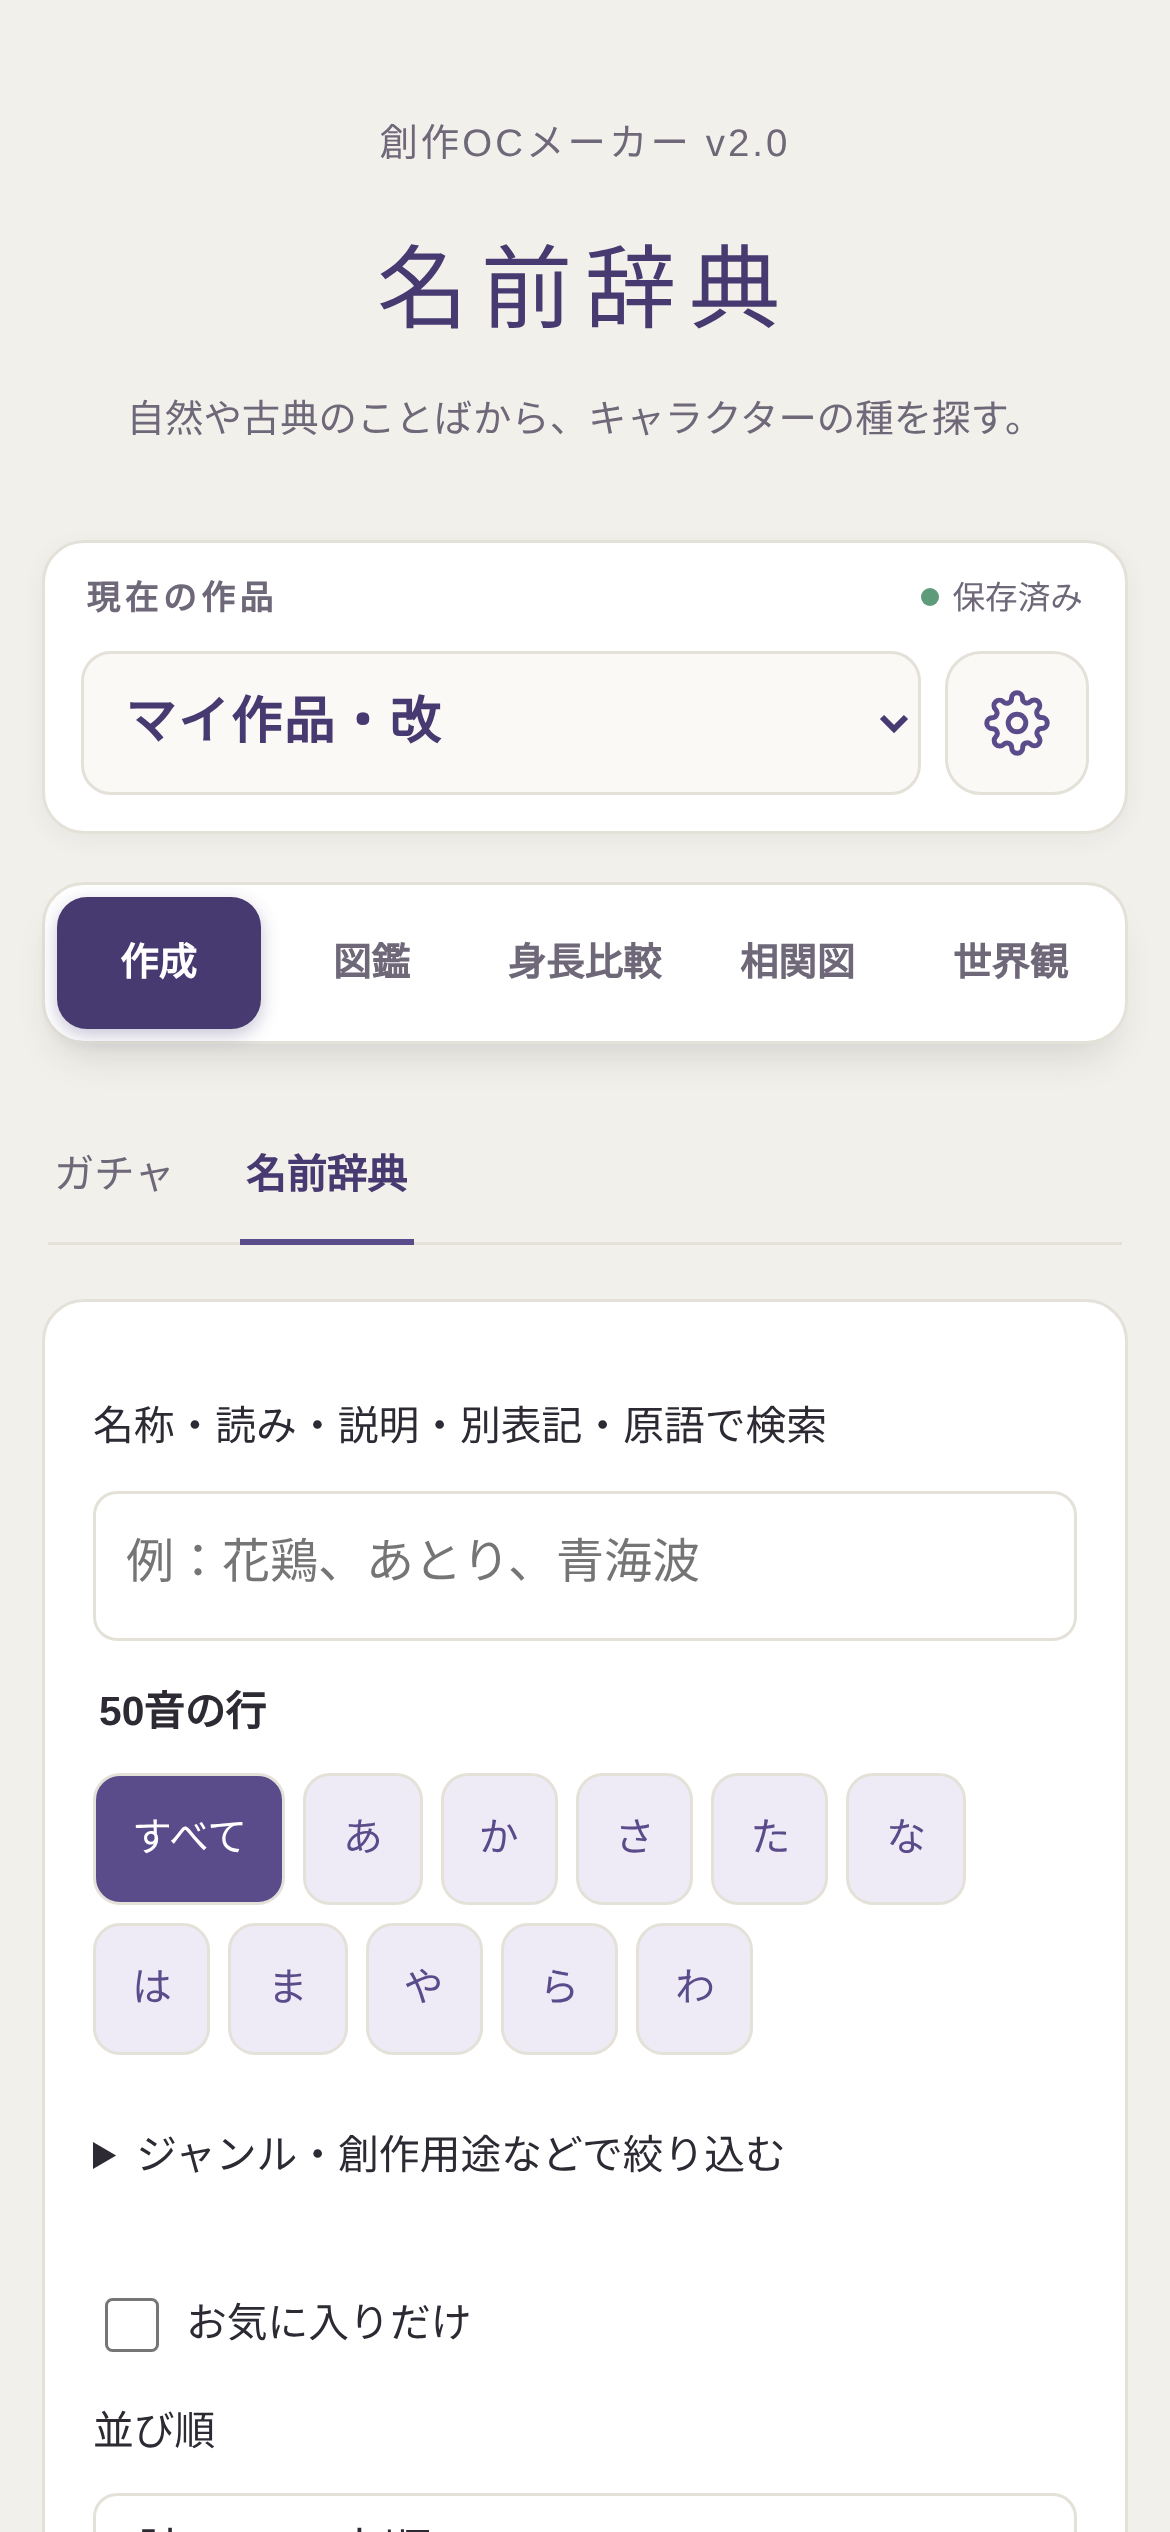 創作OCメーカー v2.0
名前辞典
自然や古典のことばから、キャラクターの種を探す。
現在の作品
保存済み
マイ作品・改
作成 図鑑 身長比較 相関図 世界観
ガチャ 名前辞典
名称・読み・説明・別表記・原語で検索
例：花鶏、あとり、青海波
50音の行
すべて あ か さ た な
は ま や ら わ
▶ ジャンル・創作用途などで絞り込む
お気に入りだけ
並び順